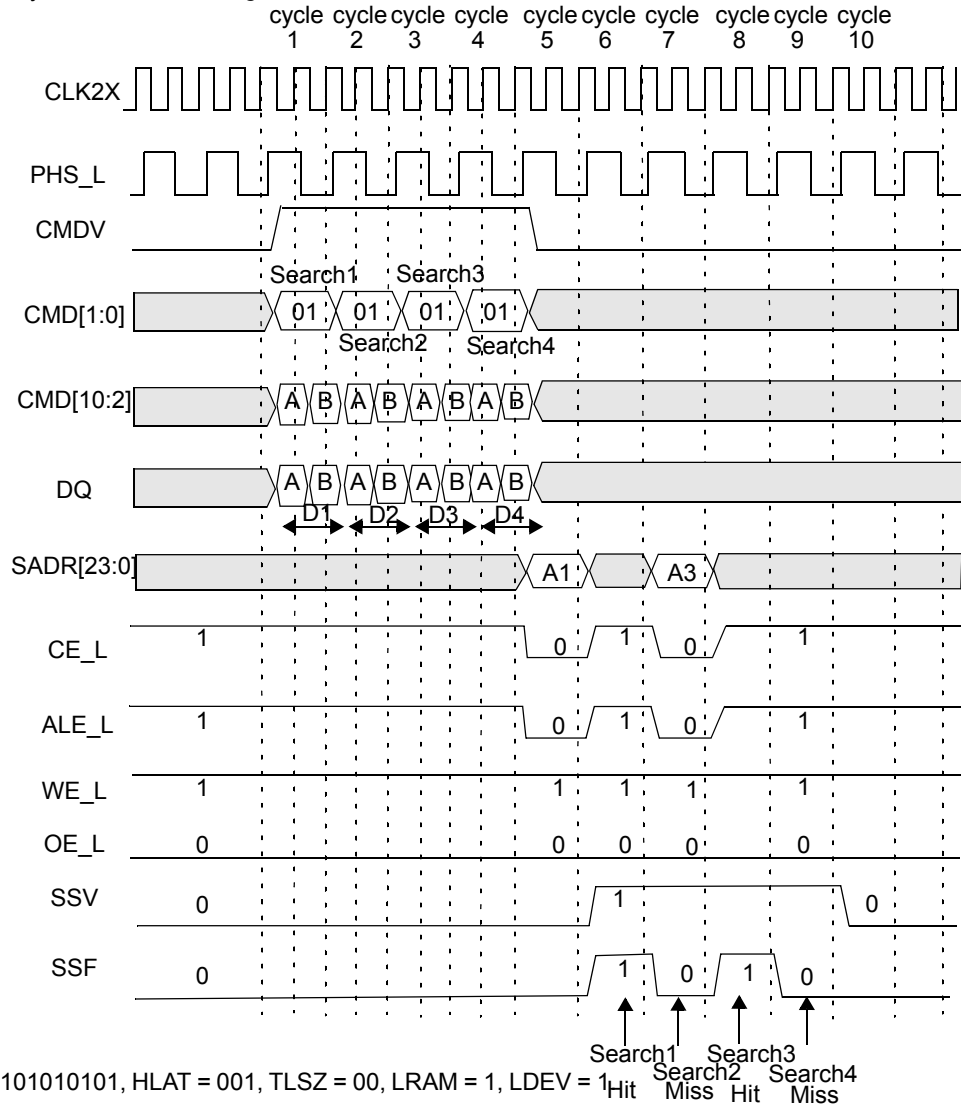 cycle cycle cycle cycle cycle cycle cycle cycle cycle cycle
1 2 3 4 5 6 7 8 9 10
CLK2X
PHS_L
CMDV
Search1 Search3
CMD[1:0] 01 01 01 01
Search2 Search4
CMD[10:2] A B A B A B A B
DQ A B A B A B A B
D1 D2 D3 D4
SADR[23:0] A1 A3
CE_L 1 0 1 0 1
ALE_L 1 0 1 0 1
WE_L 1 1 1 1 1
OE_L 0 0 0 0 0
SSV 0 1 0
SSF 0 1 0 1 0
Search1 Search3
Search2 Search4
Hit Miss Hit Miss
101010101, HLAT = 001, TLSZ = 00, LRAM = 1, LDEV = 1